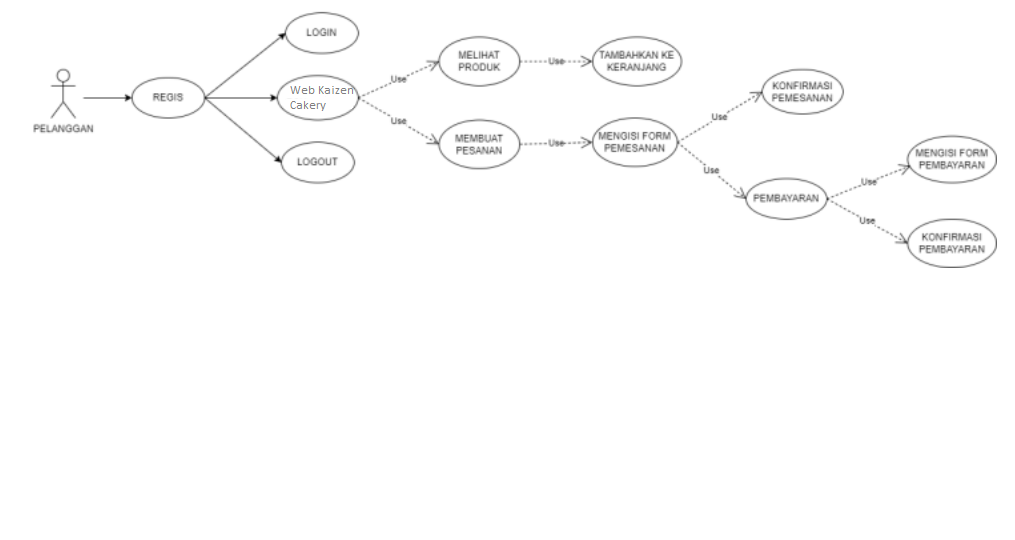 LOGIN
MELIHAT
PRODUK
Use
TAMBAHKAN KE
KERANJANG
Use
PELANGGAN
REGIS
Web Kaizen
Cakery
Use
MEMBUAT
PESANAN
Use
MENGISI FORM
PEMESANAN
Use
KONFIRMASI
PEMESANAN
LOGOUT
Use
PEMBAYARAN
Use
MENGISI FORM
PEMBAYARAN
Use
KONFIRMASI
PEMBAYARAN